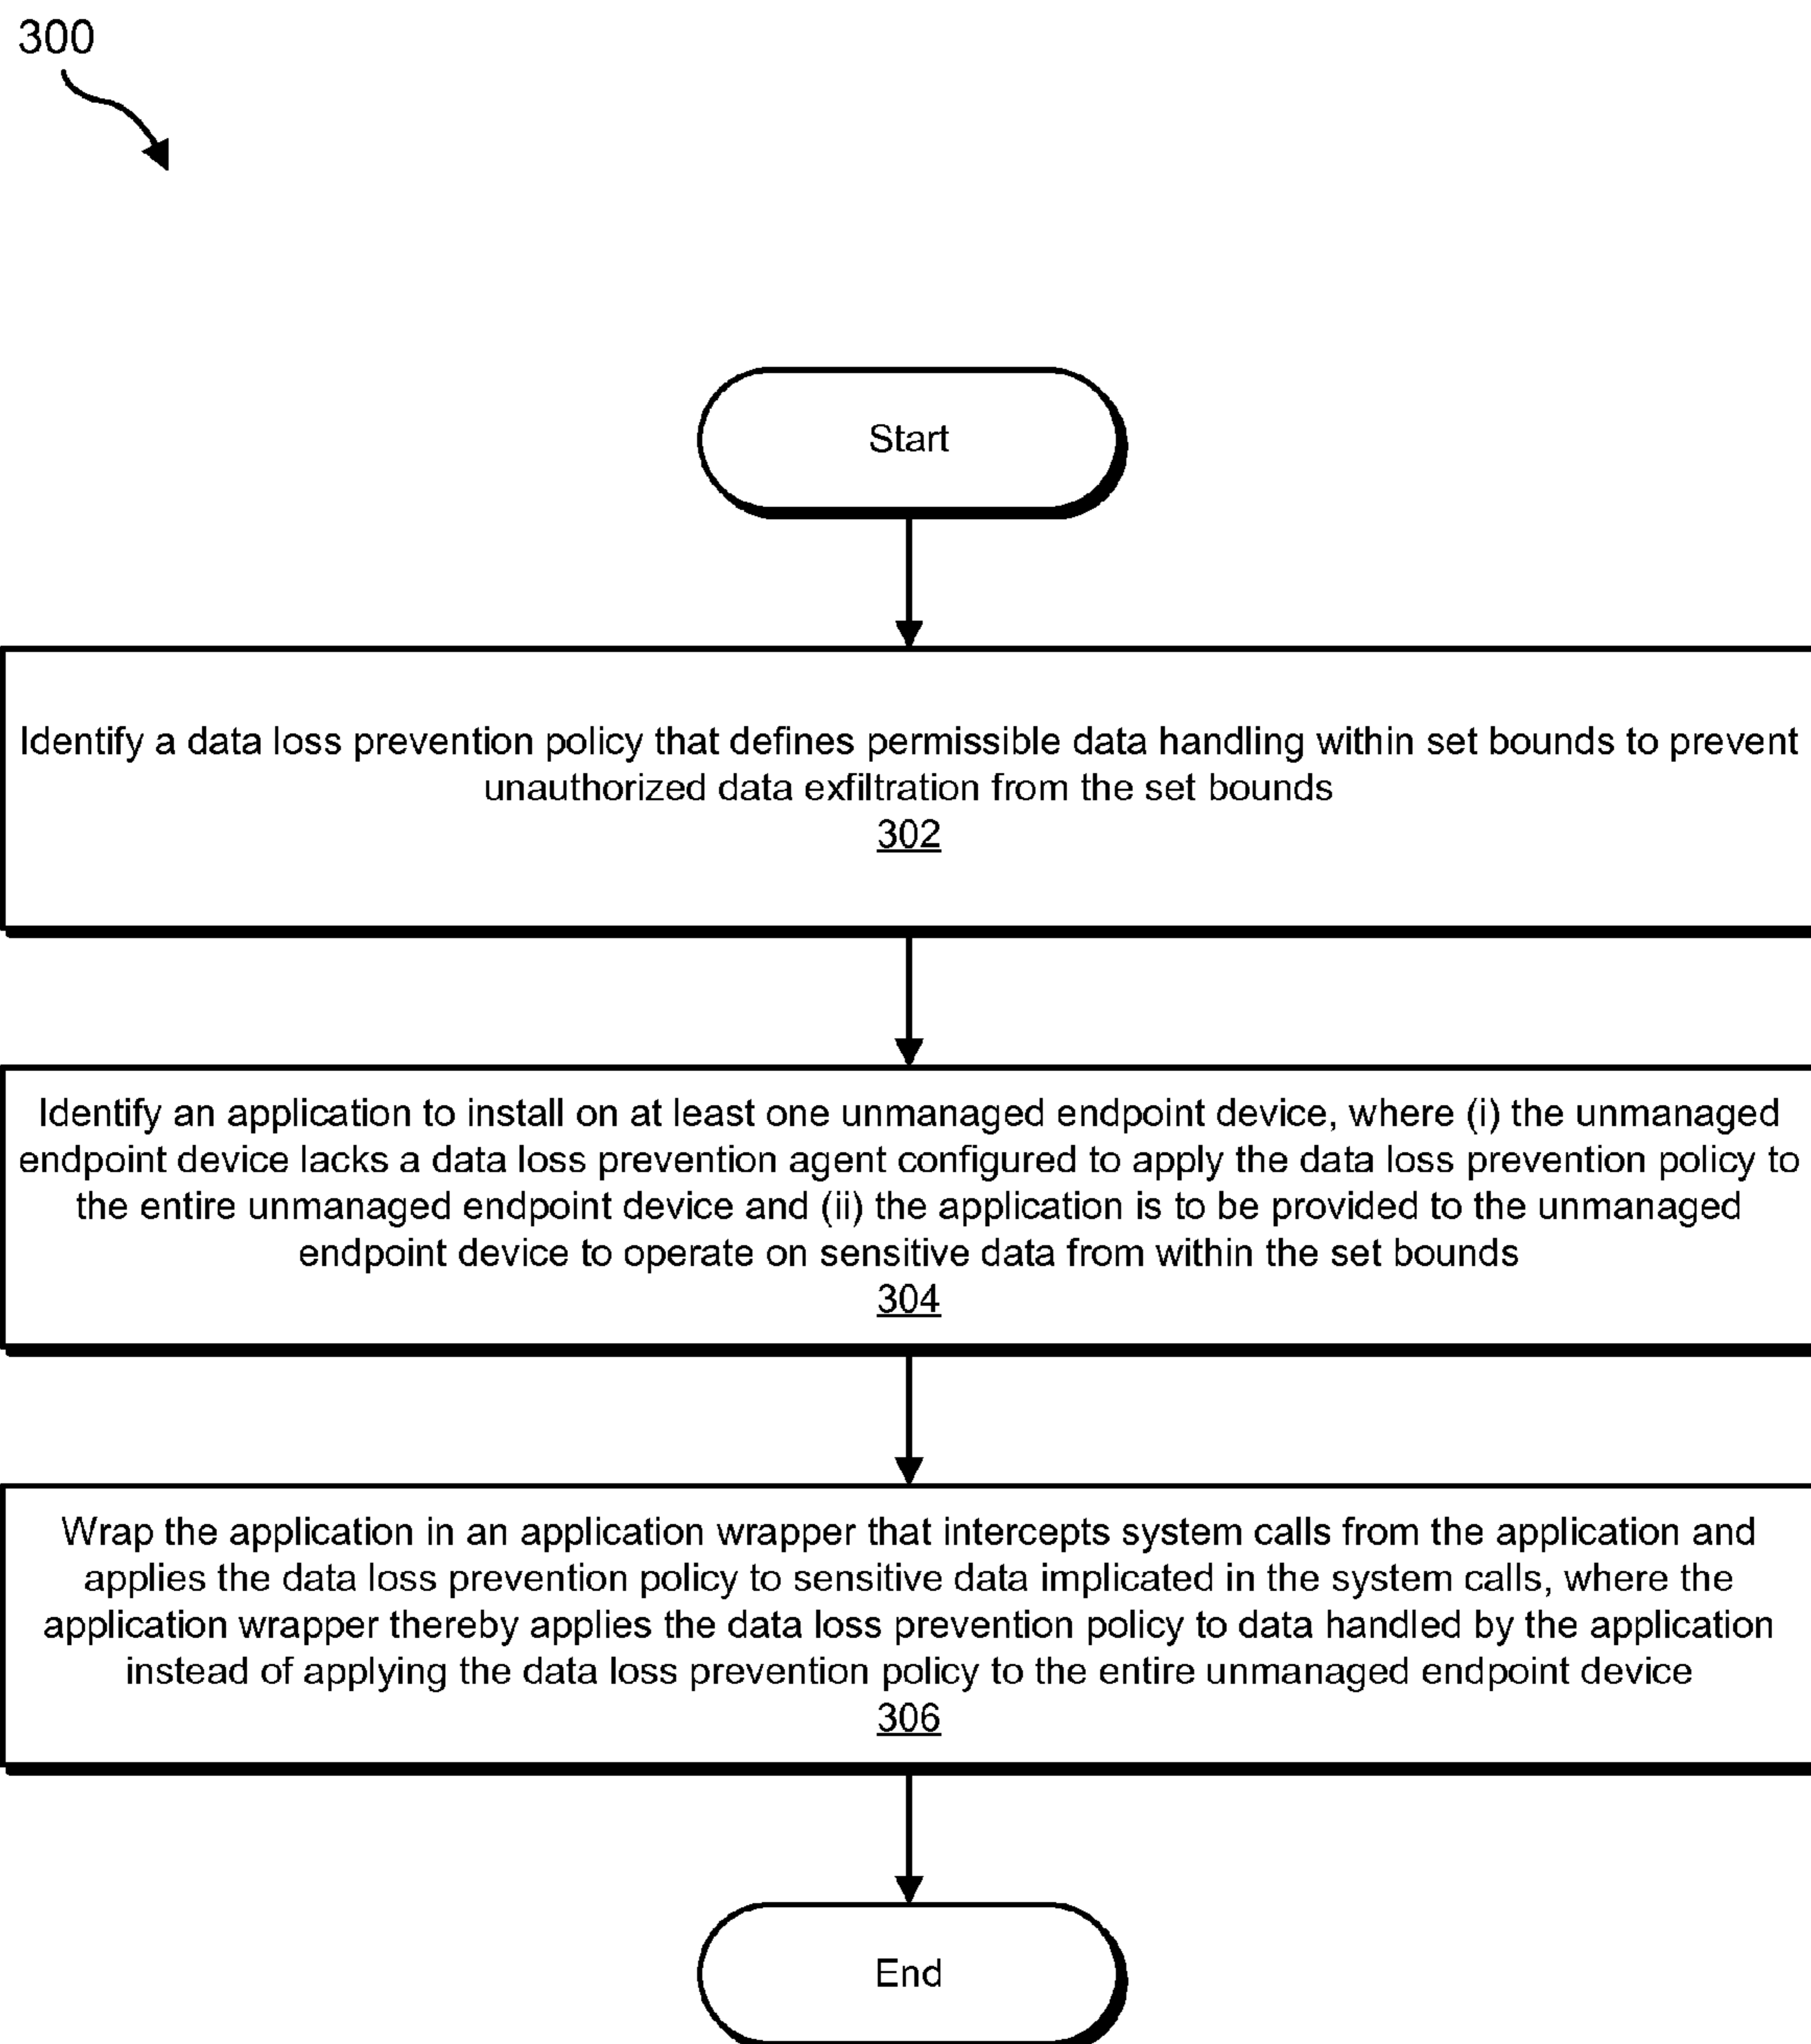 300
Start
Identify a data loss prevention policy that defines permissible data handling within set bounds to prevent
unauthorized data exfiltration from the set bounds
302
Identify an application to install on at least one unmanaged endpoint device, where (i) the unmanaged
endpoint device lacks a data loss prevention agent configured to apply the data loss prevention policy to
the entire unmanaged endpoint device and (ii) the application is to be provided to the unmanaged
endpoint device to operate on sensitive data from within the set bounds
304
Wrap the application in an application wrapper that intercepts system calls from the application and
applies the data loss prevention policy to sensitive data implicated in the system calls, where the
application wrapper thereby applies the data loss prevention policy to data handled by the application
instead of applying the data loss prevention policy to the entire unmanaged endpoint device
306
End